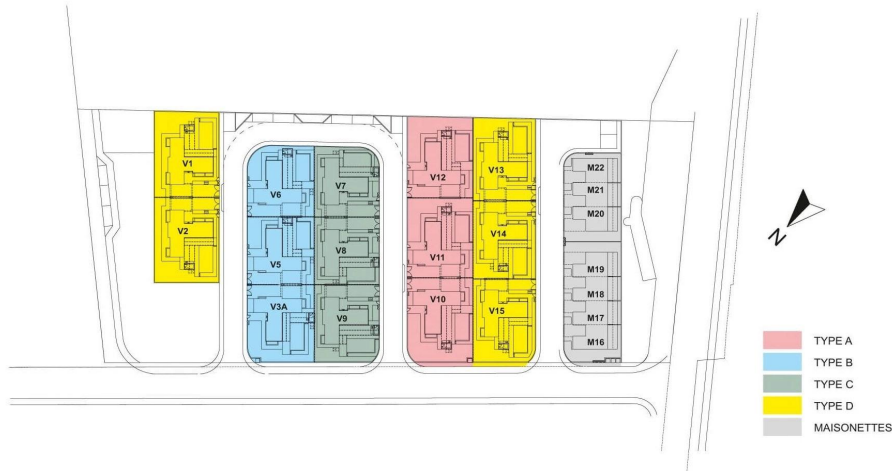 V1
V2
V6
V5
V3A
V7
V8
V9
V12
V11
V10
V13
V14
V15
M22
M21
M20
M19
M18
M17
M16
N
TYPE A
TYPE B
TYPE C
TYPE D
MAISONETTES